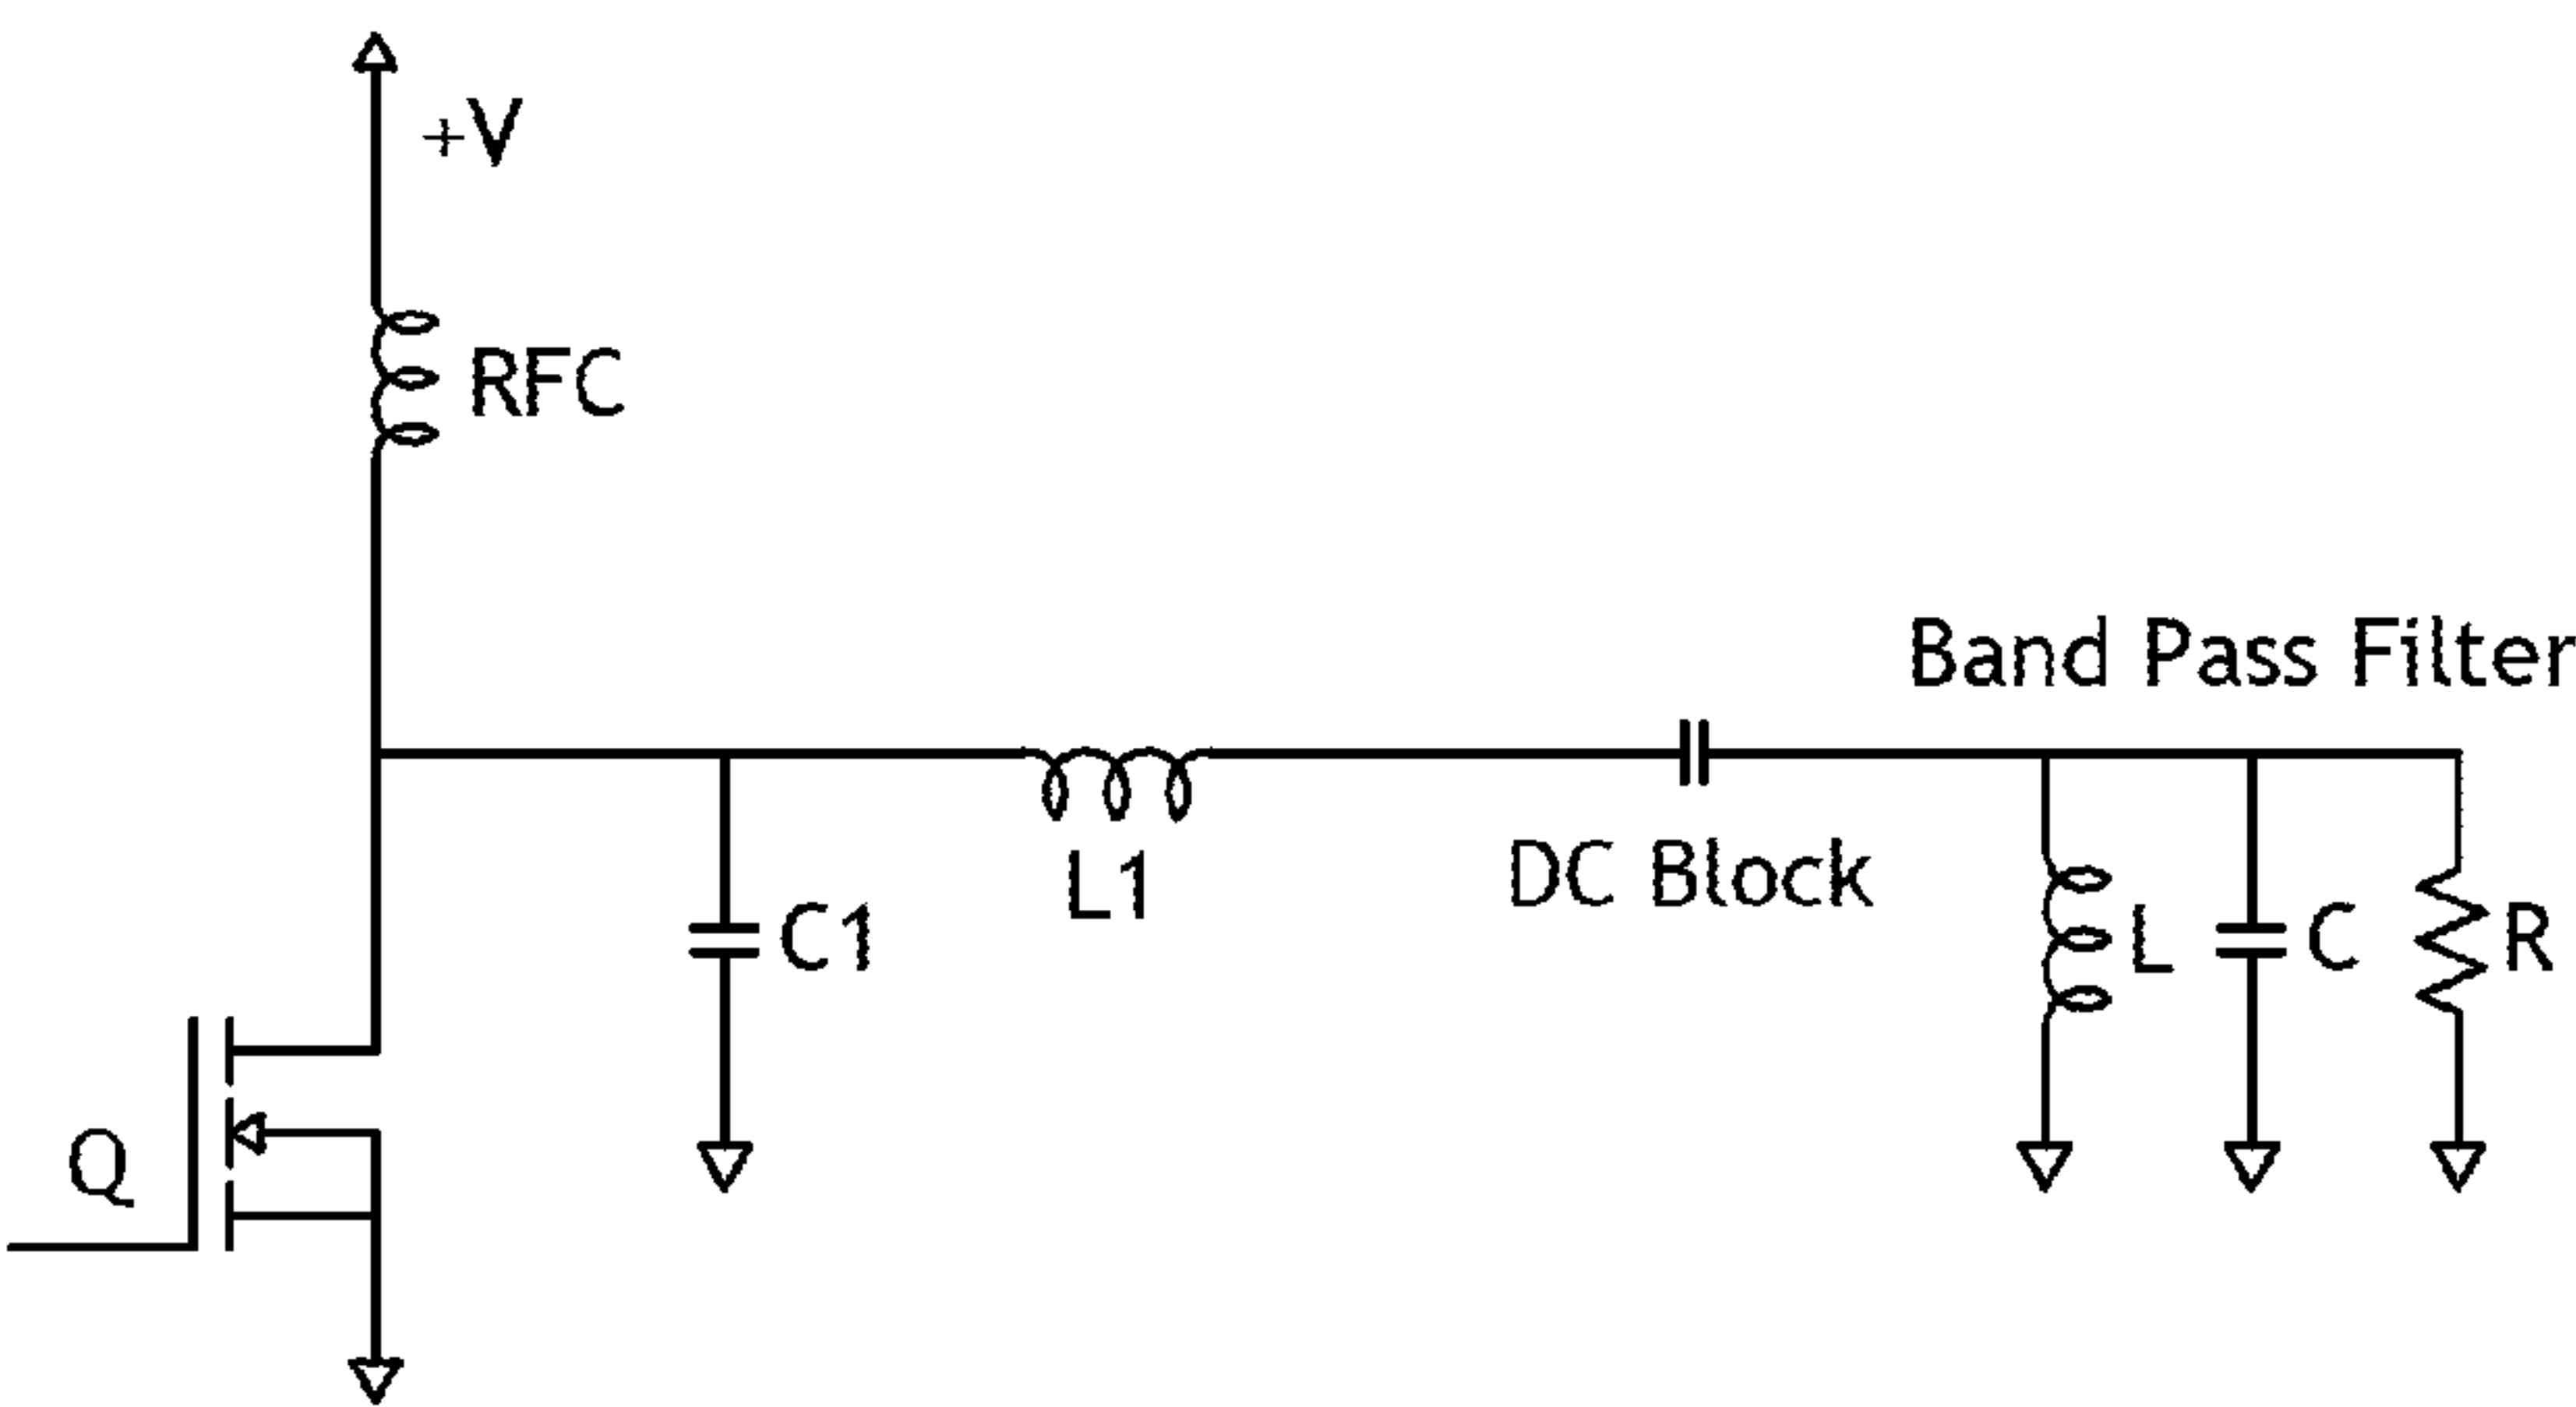 +V
RFC
Band Pass Filter
L1
DC Block
C1
L
C
R
Q